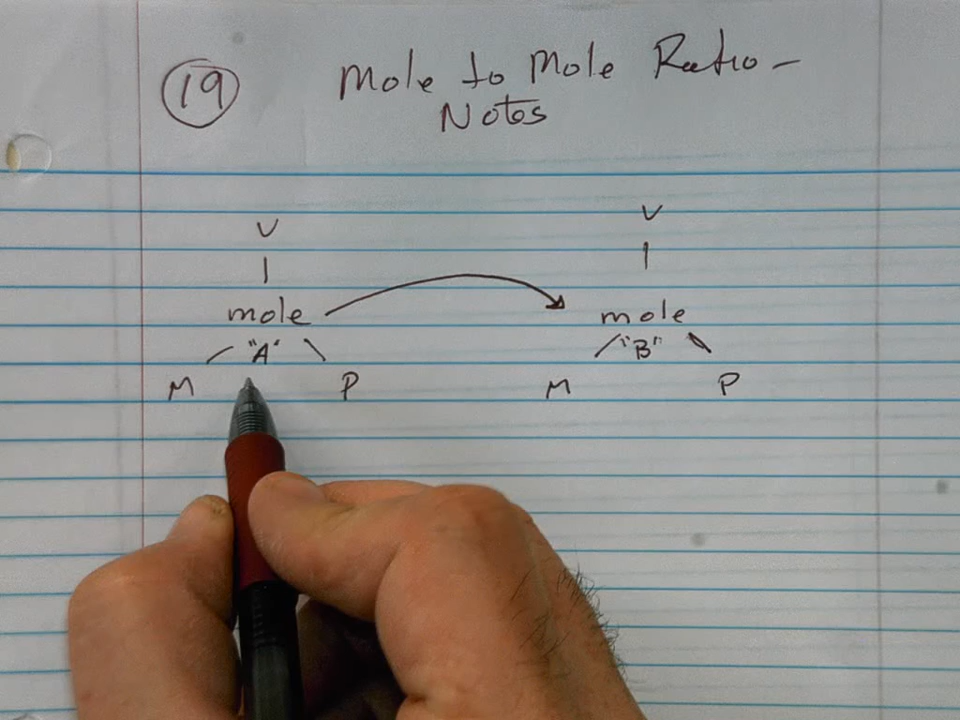 19 Mole to Mole Ratio -
Notes
V V
mole mole
"A" "B"
M P M P